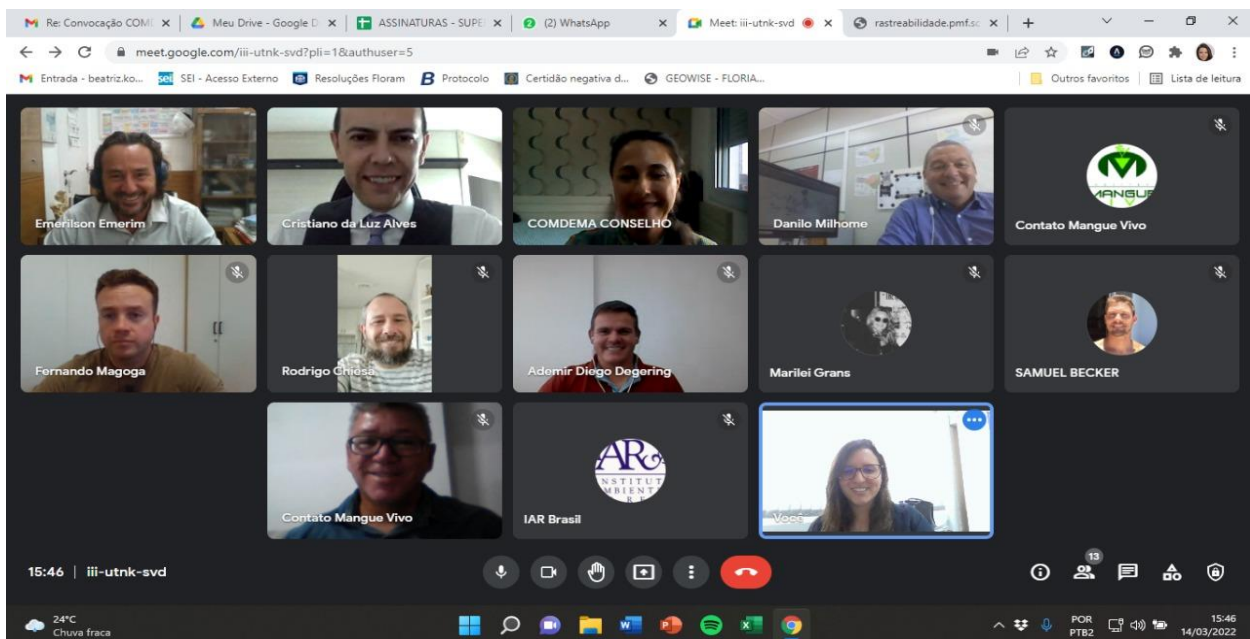 Re: Convocação COM
Meu Drive - Google D
ASSINATURAS - SUPE
(2) WhatsApp
Meet: iii-utnk-svd
rastreabilidade.pmf.sc
meet.google.com/iii-utnk-svd?pli=1&authuser=5
Entrada - beatriz.ko...
SEI - Acesso Externo
Resoluções Floram
Protocolo
Certidão negativa d...
GEOWISE - FLORIA...
Outros favoritos
Lista de leitura
Emerilson Emerim
Cristiano da Luz Alves
COMDEMA CONSELHO
Danilo Milhome
MANGUE
Contato Mangue Vivo
Fernando Magoga
Rodrigo Chiesa
Ademir Diego Degering
Marilei Grans
SAMUEL BECKER
Contato Mangue Vivo
IAR Brasil
Você
15:46 | iii-utnk-svd
13
24°C
Chuva fraca
POR
PTB2
15:46
14/03/2022